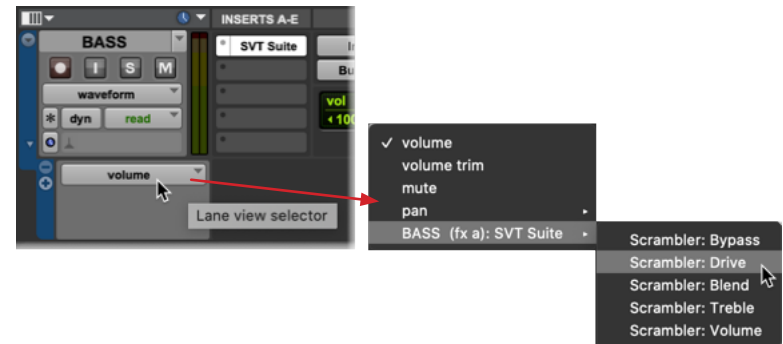 INSERTS A-E
BASS
SVT Suite
I S M
waveform
vol
dyn read
volume
Lane view selector
✓ volume
volume trim
mute
pan
BASS (fx a): SVT Suite
Scrambler: Bypass
Scrambler: Drive
Scrambler: Blend
Scrambler: Treble
Scrambler: Volume